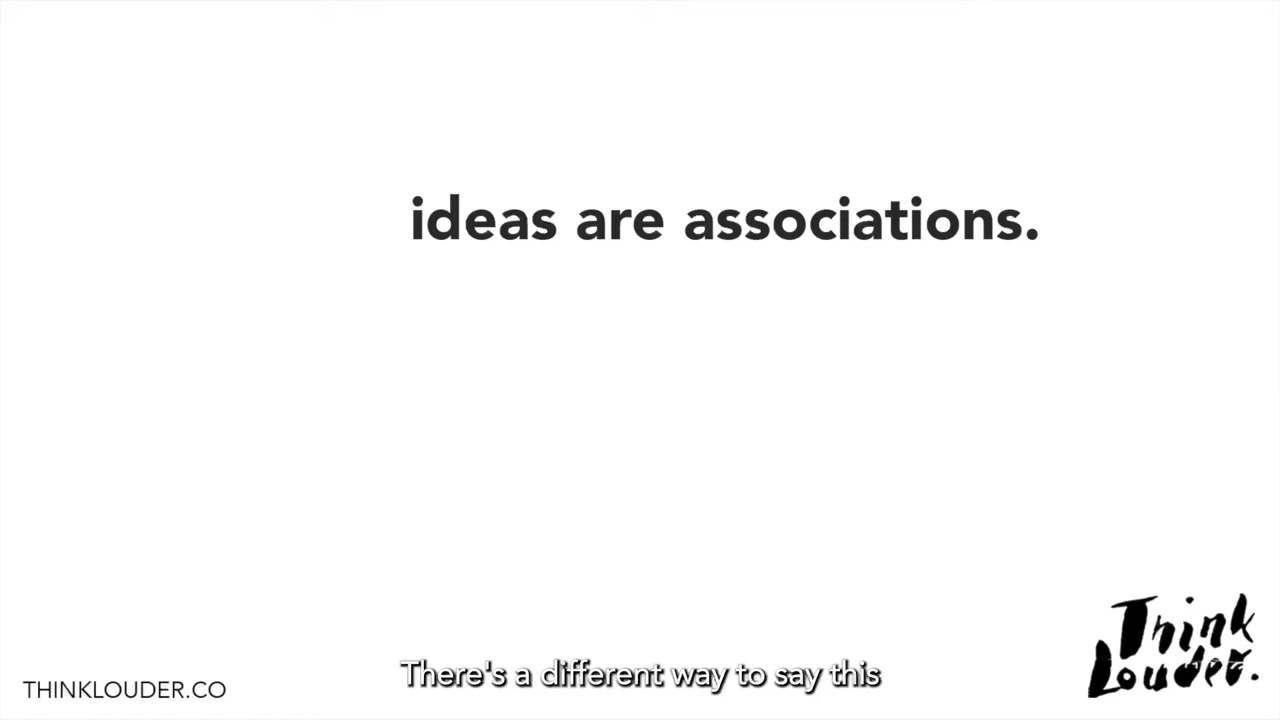 ideas are associations.
There's a different way to say this
THINKLOUDER.CO
Think
Louder.